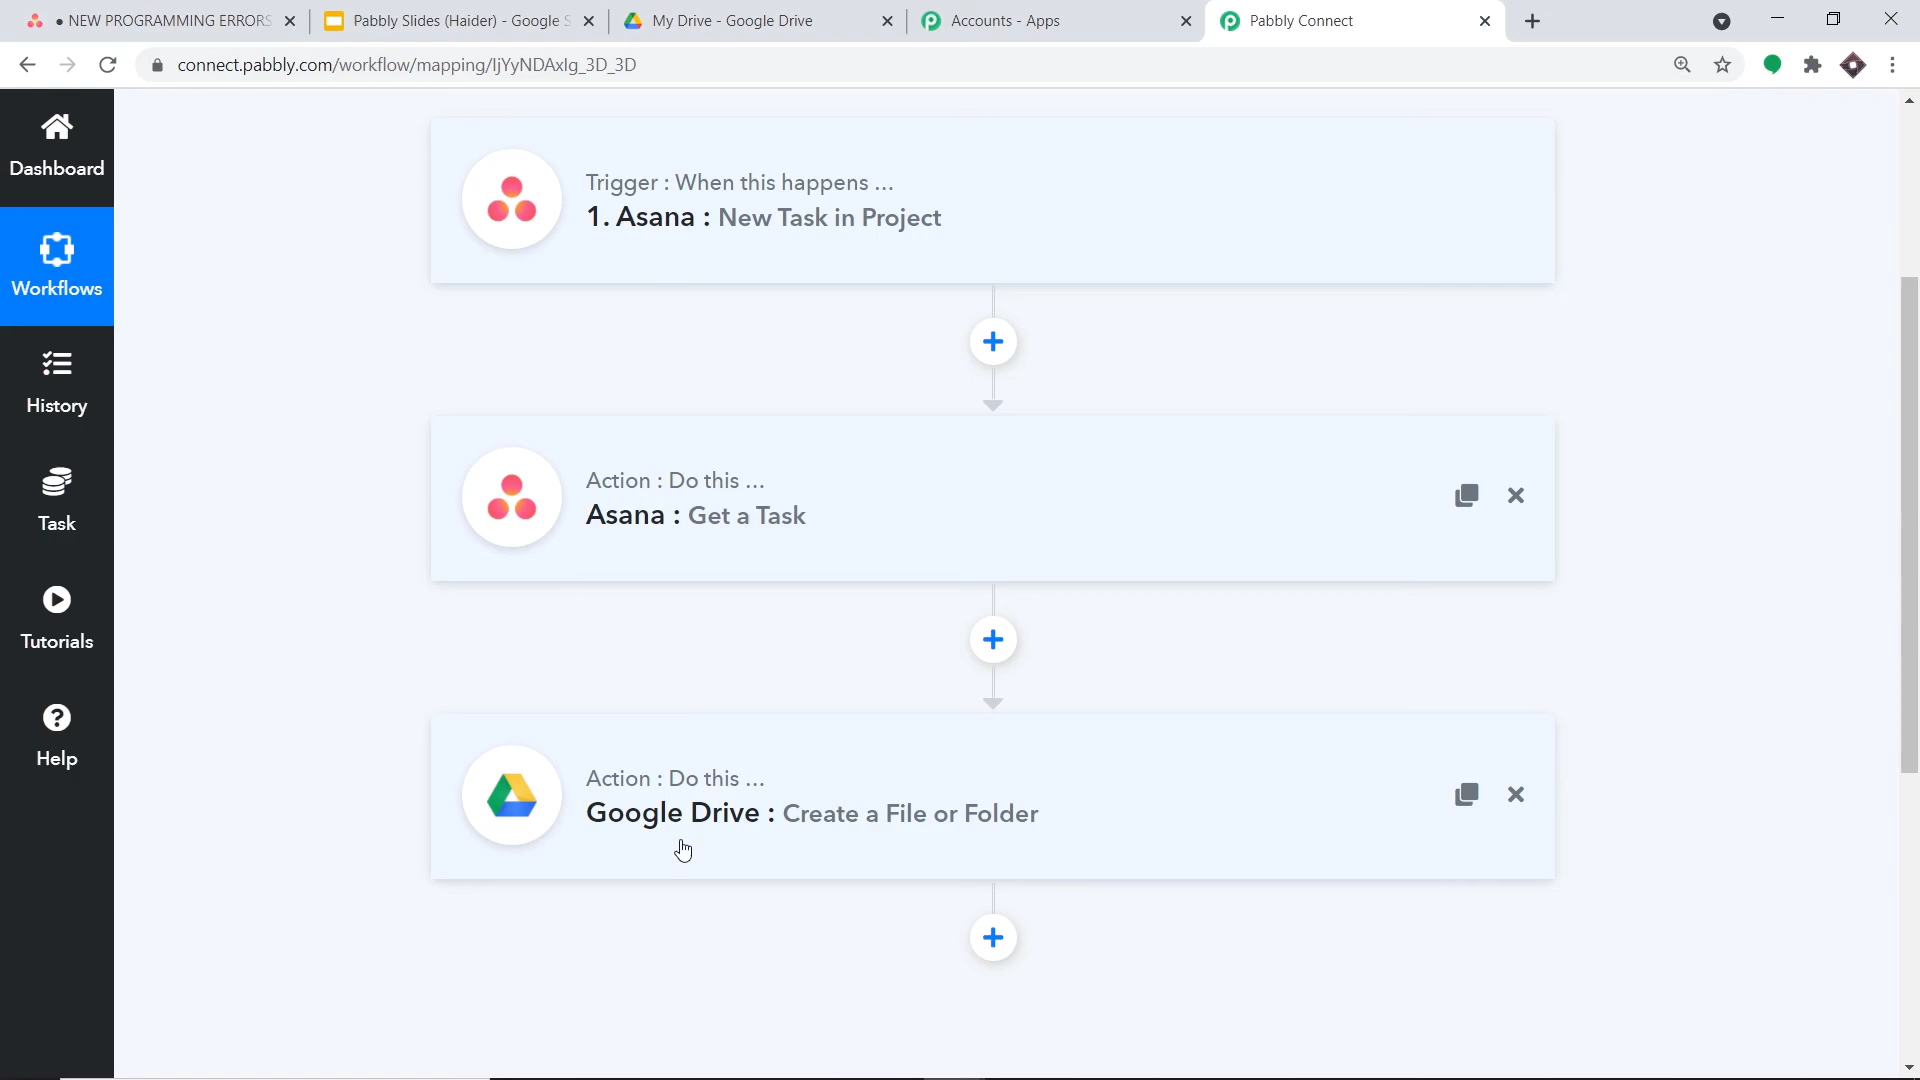 NEW PROGRAMMING ERRORS
Pabbly Slides (Haider) - Google S
My Drive - Google Drive
Accounts - Apps
Pabbly Connect
connect.pabbly.com/workflow/mapping/IjYyNDAxIg_3D_3D
Dashboard
Workflows
History
Task
Tutorials
Help
Trigger : When this happens ...
1. Asana : New Task in Project
Action : Do this ...
Asana : Get a Task
Action : Do this ...
Google Drive : Create a File or Folder